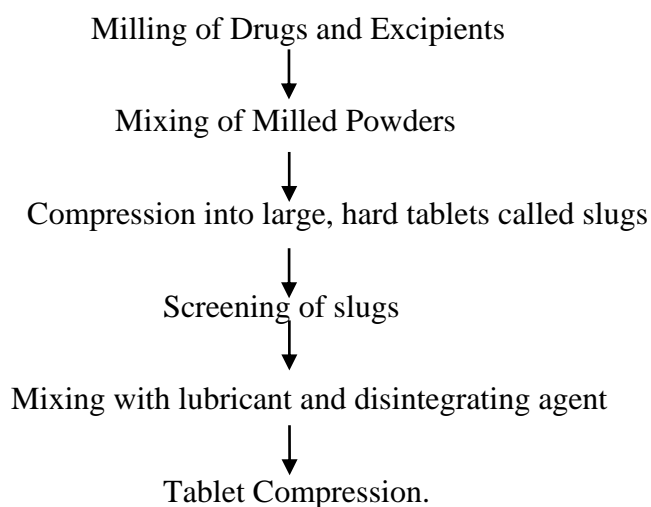 Milling of Drugs and Excipients
Mixing of Milled Powders
Compression into large, hard tablets called slugs
Screening of slugs
Mixing with lubricant and disintegrating agent
Tablet Compression.